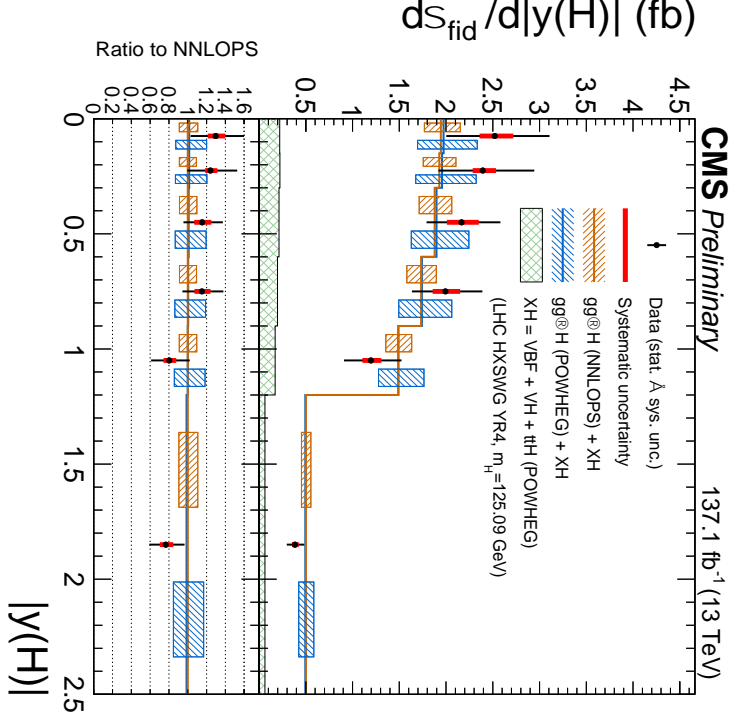 CMS Preliminary
137.1 fb-1 (13 TeV)
dσfid /d|y(H)| (fb)
4.5
4
3.5
3
2.5
2
1.5
1
0.5
Data (stat. Å sys. unc.)
Systematic uncertainty
gg®H (NNLOPS) + XH
gg®H (POWHEG) + XH
XH = VBF + VH + ttH (POWHEG)
(LHC HXSWG YR4, mH=125.09 GeV)
Ratio to NNLOPS
1.6
1.4
1.2
1
0.8
0.6
0.4
0.2
0
0 0.5 1 1.5 2 2.5
|y(H)|